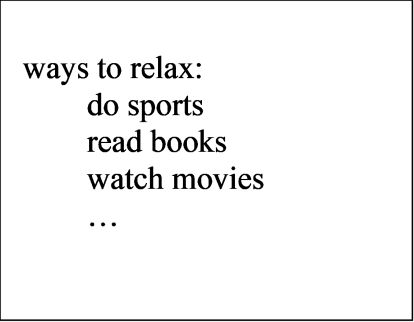 ways to relax:
do sports
read books
watch movies
…